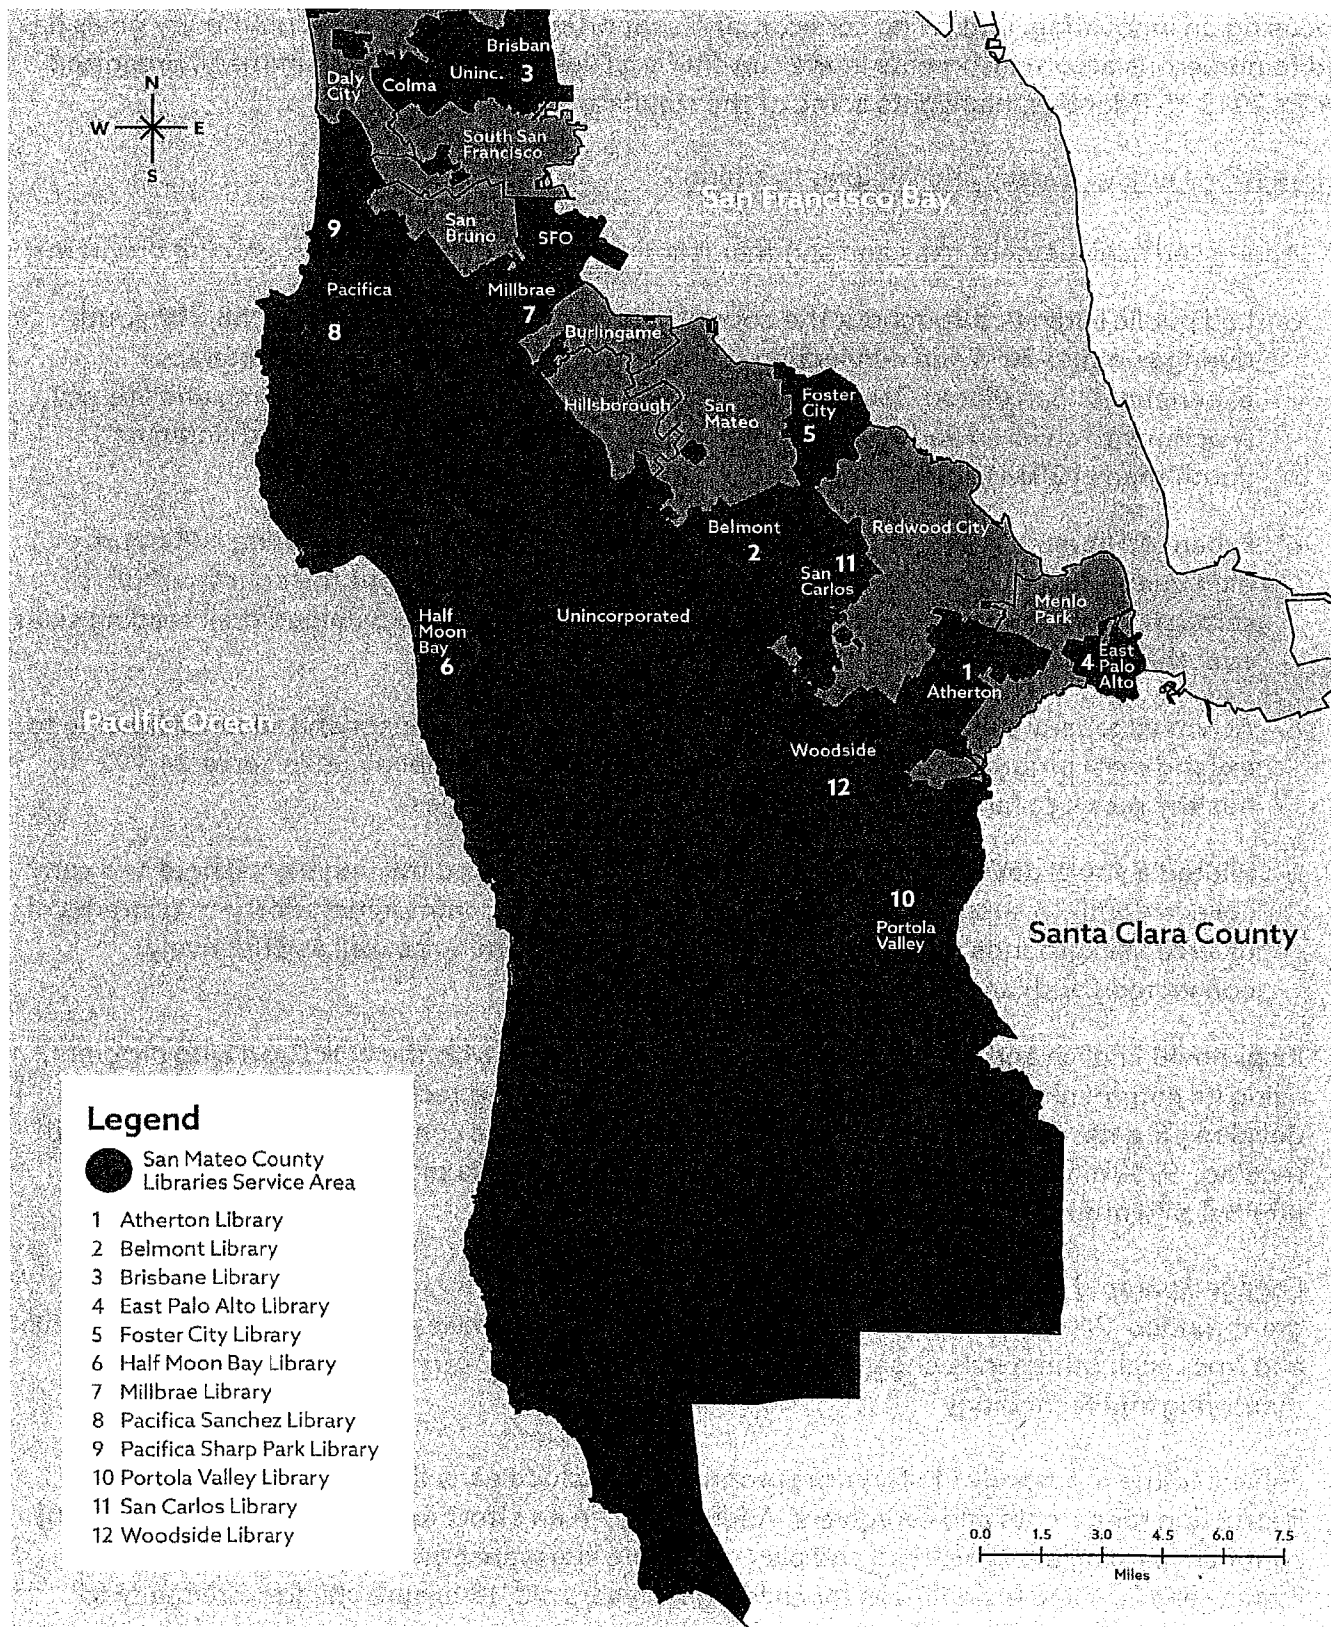 Brisban
Uninc. 3
Daly
City
Colma
N
W E
S
South San
Francisco
San Francisco Bay
9
San
Bruno
SFO
Pacifica
Millbrae
7
8
Burlingame
Hillsborough
San
Mateo
Foster
City
5
Belmont
2
Redwood City
11
San
Carlos
Menlo
Park
Half
Moon
Bay
6
Unincorporated
East
Palo
Alto
4
1
Atherton
Pacific Ocean
Woodside
12
10
Portola
Valley
Santa Clara County
Legend
San Mateo County
Libraries Service Area
1 Atherton Library
2 Belmont Library
3 Brisbane Library
4 East Palo Alto Library
5 Foster City Library
6 Half Moon Bay Library
7 Millbrae Library
8 Pacifica Sanchez Library
9 Pacifica Sharp Park Library
10 Portola Valley Library
11 San Carlos Library
12 Woodside Library
0.0 1.5 3.0 4.5 6.0 7.5
Miles